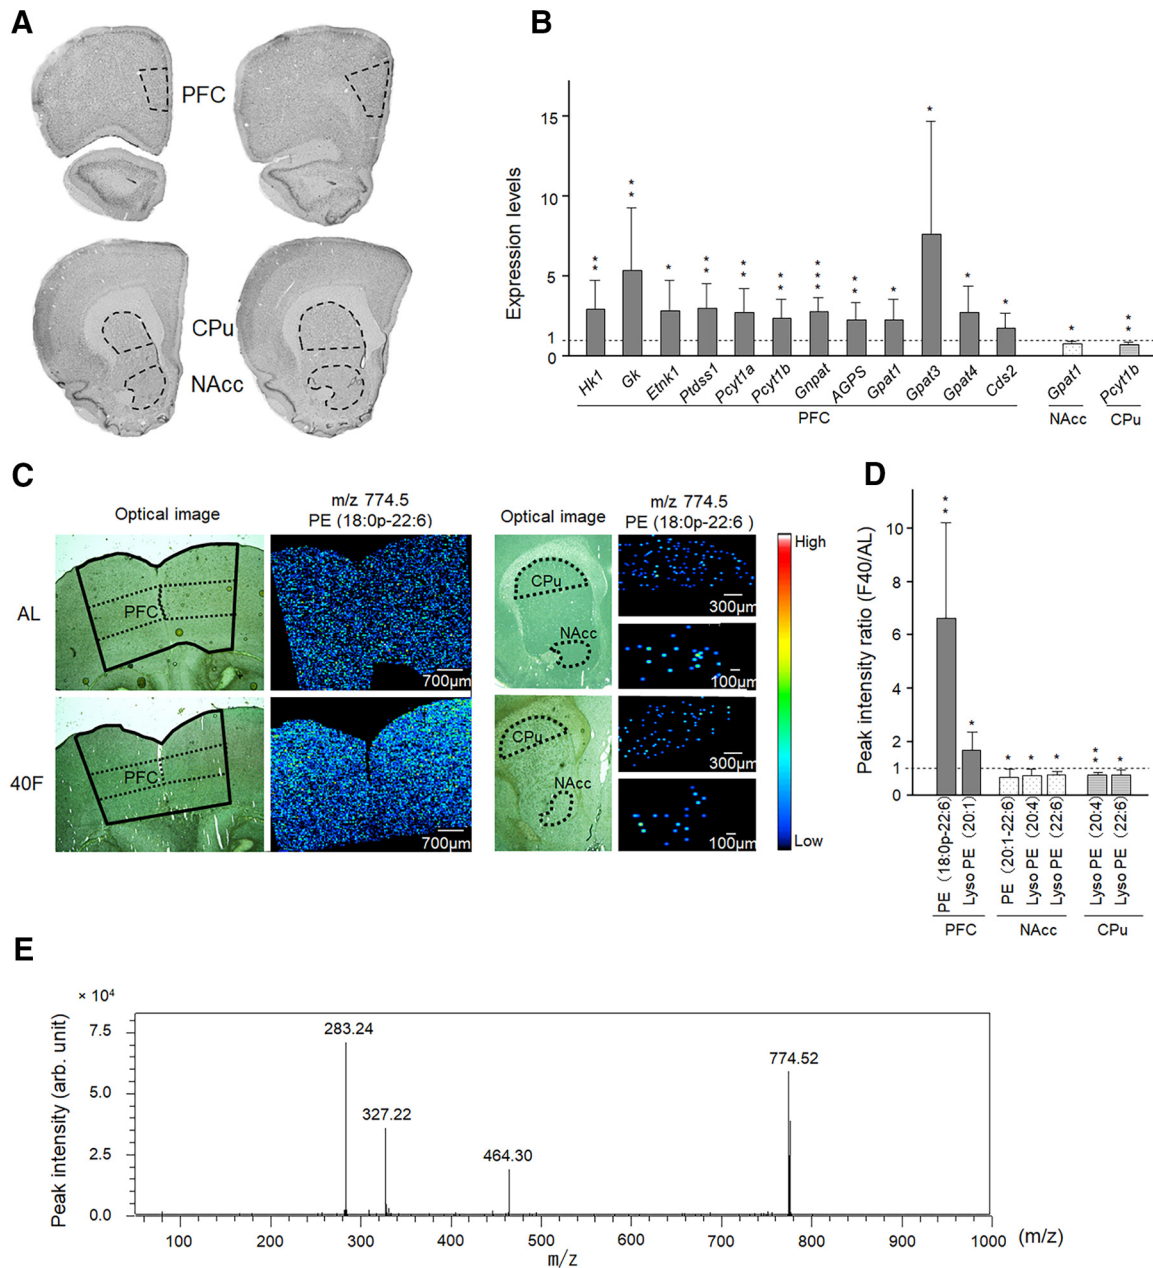 A
PFC
CPu
NAcc
B
Expression levels
15
10
5
1
0
* *
* *
*
* *
* *
* *
* * *
* *
*
*
*
*
*
* *
Hk1
Gk
Etnk1
Ptdss1
Pcyt1a
Pcyt1b
Gnpat
AGPS
Gpat1
Gpat3
Gpat4
Cds2
Gpat1
Pcyt1b
PFC
NAcc
CPu
C
Optical image
m/z 774.5
PE (18:0p-22:6)
Optical image
m/z 774.5
PE (18:0p-22:6 )
AL
PFC
700μm
CPu
NAcc
300μm
100μm
40F
PFC
700μm
CPu
NAcc
300μm
100μm
High
Low
D
Peak intensity ratio (F40/AL)
10
8
6
4
2
1
0
* *
*
*
*
*
* *
*
PE (18:0p-22:6)
Lyso PE (20:1)
PE (20:1-22:6)
Lyso PE (20:4)
Lyso PE (22:6)
Lyso PE (20:4)
Lyso PE (22:6)
PFC
NAcc
CPu
E
× 10⁴
Peak intensity (arb. unit)
7.5
5.0
2.5
0.0
283.24
327.22
464.30
774.52
100 200 300 400 500 600 700 800 900 1000 (m/z)
m/z